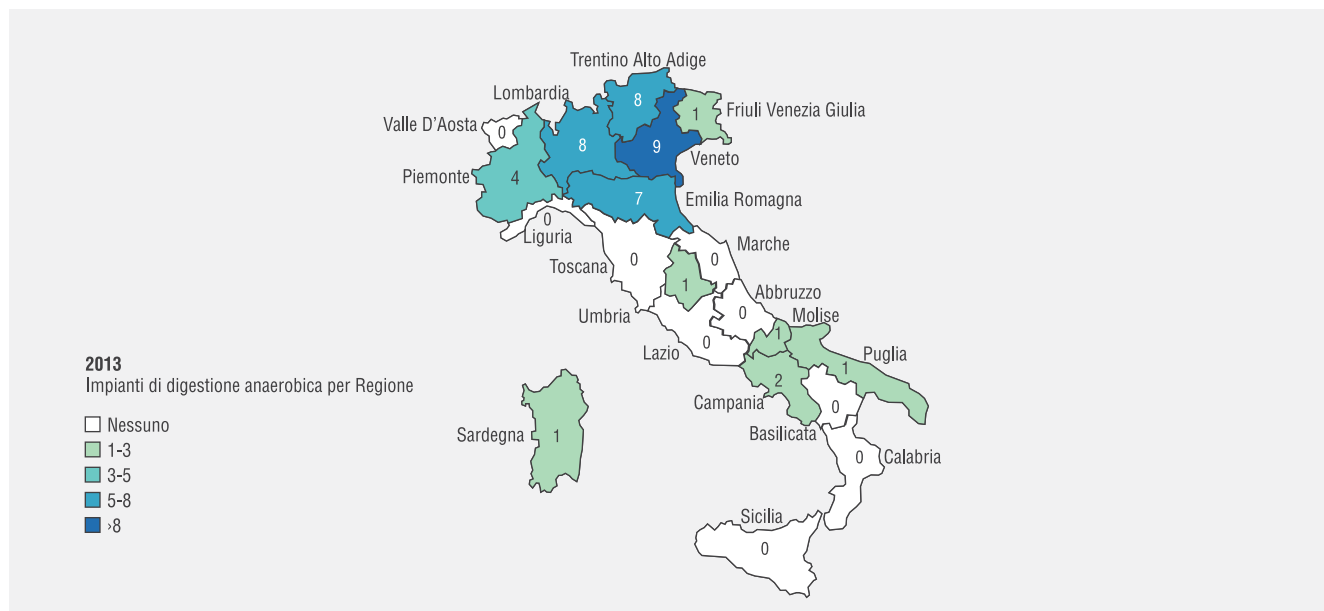 Trentino Alto Adige
8
Lombardia
Friuli Venezia Giulia
1
Valle D'Aosta
0
8
9
Veneto
Piemonte
4
7
Emilia Romagna
0
Liguria
Marche
0
Toscana
0
1
Abbruzzo
0
Umbria
Molise
1
Lazio
0
Puglia
1
2
Campania
0
Basilicata
Sardegna
1
0
Calabria
Sicilia
0
2013
Impianti di digestione anaerobica per Regione
Nessuno
1-3
3-5
5-8
›8